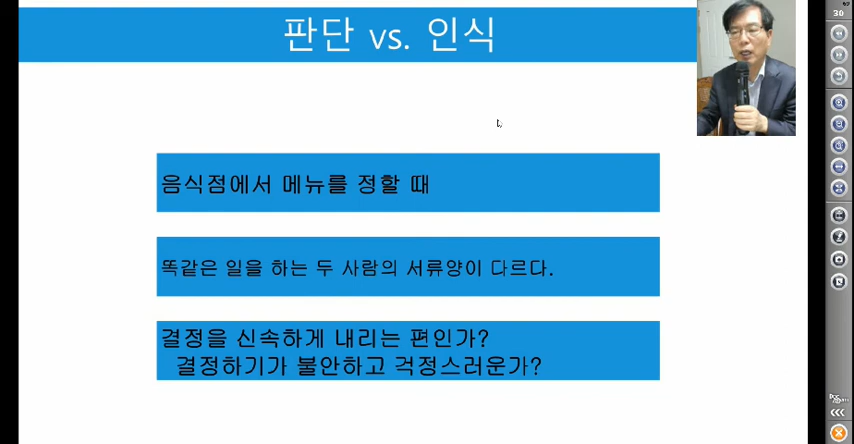 판단 vs. 인식
30
음식점에서 메뉴를 정할 때
똑같은 일을 하는 두 사람의 서류양이 다르다.
결정을 신속하게 내리는 편인가?
결정하기가 불안하고 걱정스러운가?